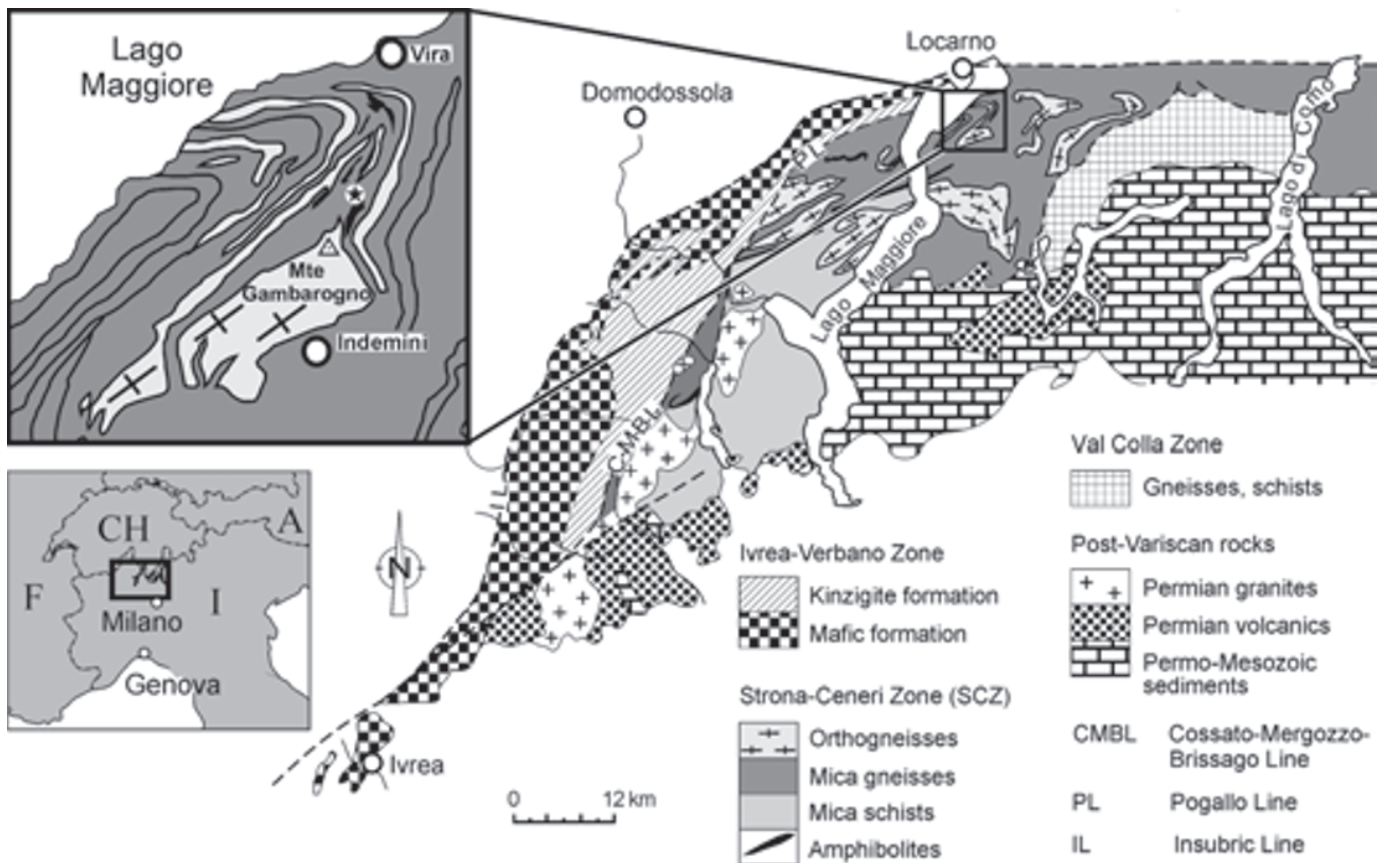 Lago
Maggiore
Vira
Mte
Gambarogno
Indemini
Locarno
Domodossola
PL
Lago Maggiore
Lago di Como
CMBL
IL
CH
A
F
I
Milano
Genova
N
Ivrea
0
12 km
Ivrea-Verbano Zone
Kinzigite formation
Mafic formation
Strona-Ceneri Zone (SCZ)
Orthogneisses
Mica gneisses
Mica schists
Amphibolites
Val Colla Zone
Gneisses, schists
Post-Variscan rocks
Permian granites
Permian volcanics
Permo-Mesozoic
sediments
CMBL Cossato-Mergozzo-
Brissago Line
PL Pogallo Line
IL Insubric Line